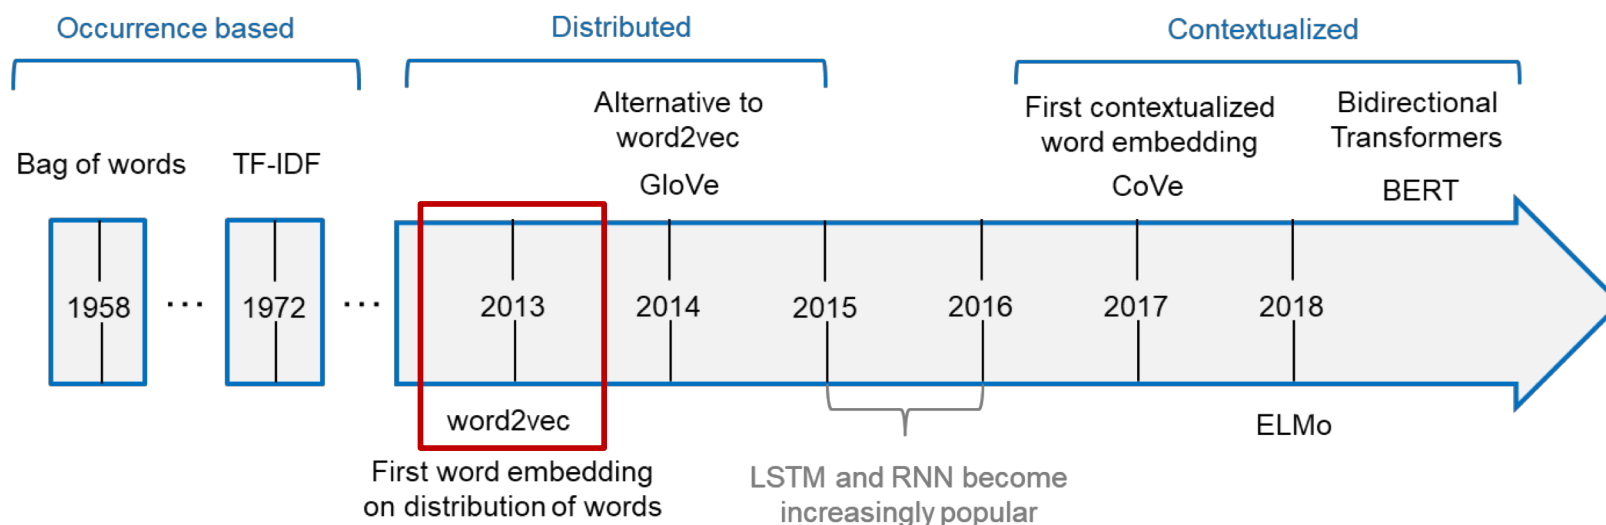 Occurrence based
Distributed
Contextualized
Alternative to
word2vec
First contextualized
word embedding
Bidirectional
Transformers
Bag of words
TF-IDF
GloVe
CoVe
BERT
1958
...
1972
...
2013
2014
2015
2016
2017
2018
word2vec
ELMo
First word embedding
on distribution of words
LSTM and RNN become
increasingly popular